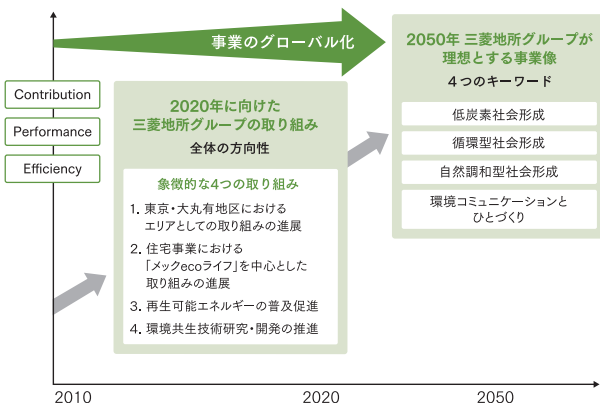 事業のグローバル化
Contribution
Performance
Efficiency
2020年に向けた
三菱地所グループの取り組み
全体の方向性
象徴的な4つの取り組み
1. 東京・大丸有地区における
エリアとしての取り組みの進展
2. 住宅事業における
「メックecoライフ」を中心とした
取り組みの進展
3. 再生可能エネルギーの普及促進
4. 環境共生技術研究・開発の推進
2050年 三菱地所グループが
理想とする事業像
4つのキーワード
低炭素社会形成
循環型社会形成
自然調和型社会形成
環境コミュニケーションと
ひとづくり
2010
2020
2050